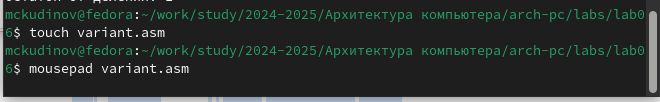 mckudinov@fedora:~/work/study/2024-2025/Архитектура компьютера/arch-pc/labs/lab0
6$ touch variant.asm
mckudinov@fedora:~/work/study/2024-2025/Архитектура компьютера/arch-pc/labs/lab0
6$ mousepad variant.asm